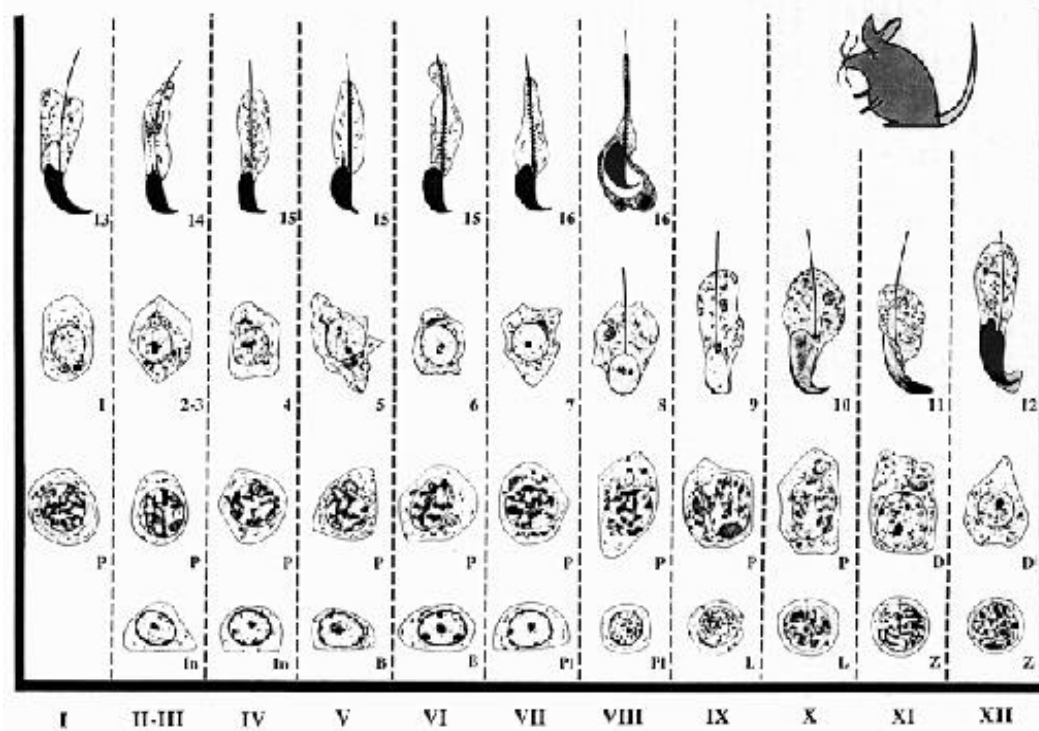 13 14 15 15 15 16 16
1 2-3 4 5 6 7 8 9 10 11 12
P P P P P P P P P D D
In In B B Pl Pl L L Z Z
I II-III IV V VI VII VIII IX X XI XII